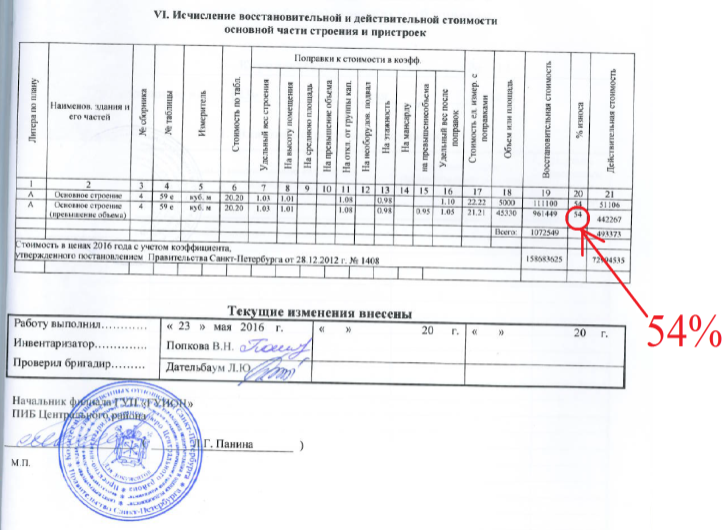 VI. Исчисление восстановительной и действительной стоимости
основной части строения и пристроек
Литера по плану
Наименов. здания и его частей
№ сборника
№ таблицы
Измеритель
Стоимость по табл.
Поправки к стоимости в коэфф.
Удельный вес строения
На высоту помещения
На среднюю площадь
На превышение объема
На откл. от группы кап.
На необорудов. подвал
На этажность
На мансарду
на превышениеобъема
Удельный вес после поправок
Стоимость ед. измер. с поправками
Объем или площадь
Восстановительная стоимость
% износа
Действительная стоимость
1 2 3 4 5 6 7 8 9 10 11 12 13 14 15 16 17 18 19 20 21
А Основное строение 4 59 е куб. м 20.20 1.03 1.01 1.08 0.98 1.10 22.22 5000 111100 54 51106
А Основное строение (превышение объема) 4 59 е куб. м 20.20 1.03 1.01 1.08 0.98 0.95 1.05 21.21 45330 961449 54 442267
Всего: 1072549 493373
Стоимость в ценах 2016 года с учетом коэффициента,
утвержденного постановлением Правительства Санкт-Петербурга от 28.12.2012 г. № 1408 158683625
54%
Текущие изменения внесены
Работу выполнил………… « 23 » мая 2016 г. « » 20 г. « » 20 г.
Инвентаризатор………… Попкова В.Н.
Проверил бригадир……… Дательбаум Л.Ю.
Начальник филиала ГУП «ГУИОН»
ПИБ Центрального района
Л.Г. Панина )
М.П.